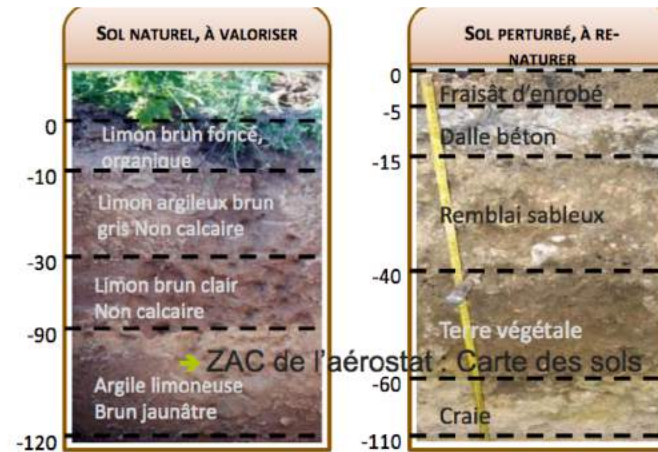 SOL NATUREL, À VALORISER
0
Limon brun foncé,
organique
-10
Limon argileux brun
gris Non calcaire
-30
Limon brun clair
Non calcaire
-90
Argile limoneuse
Brun jaunâtre
-120
SOL PERTURBÉ, À RE-
NATURER
0
Fraisât d'enrobé
-5
Dalle béton
-15
Remblai sableux
-40
Terre végétale
-60
Craie
-110
➔ ZAC de l'aérostat : Carte des sols